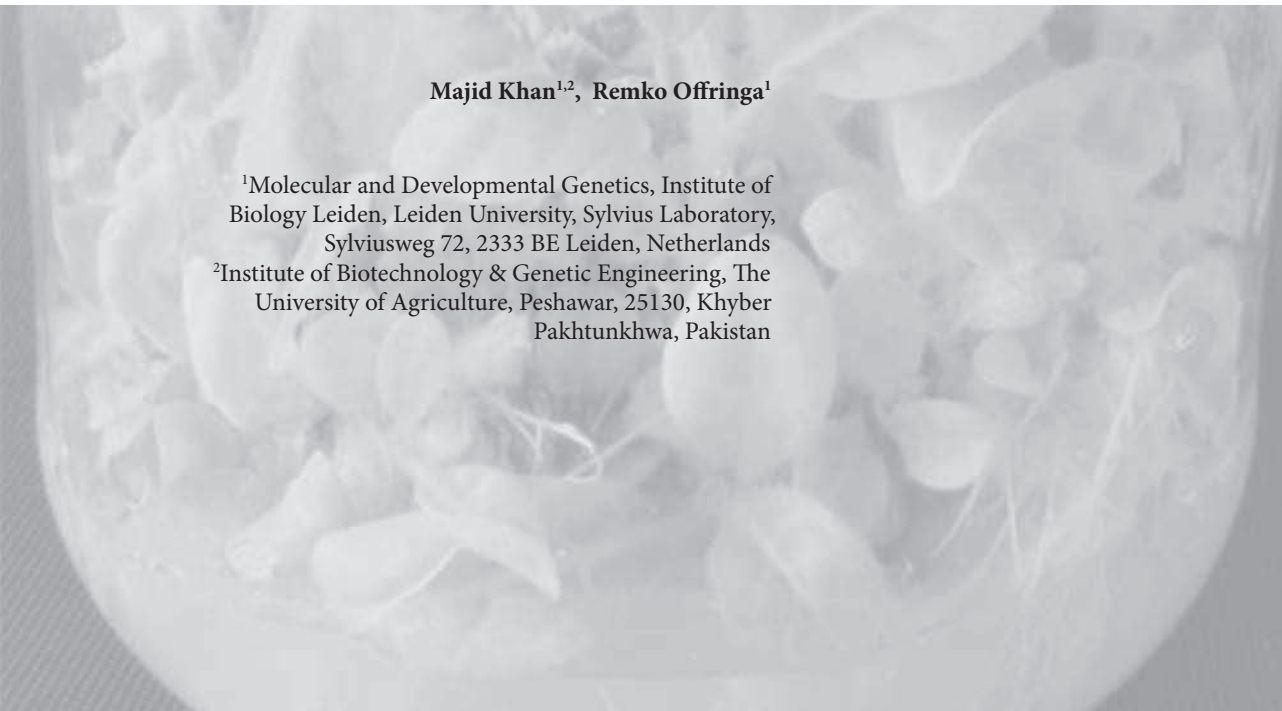 Majid Khan1,2, Remko Offringa1
1Molecular and Developmental Genetics, Institute of
Biology Leiden, Leiden University, Sylvius Laboratory,
Sylviusweg 72, 2333 BE Leiden, Netherlands
2Institute of Biotechnology & Genetic Engineering, The
University of Agriculture, Peshawar, 25130, Khyber
Pakhtunkhwa, Pakistan